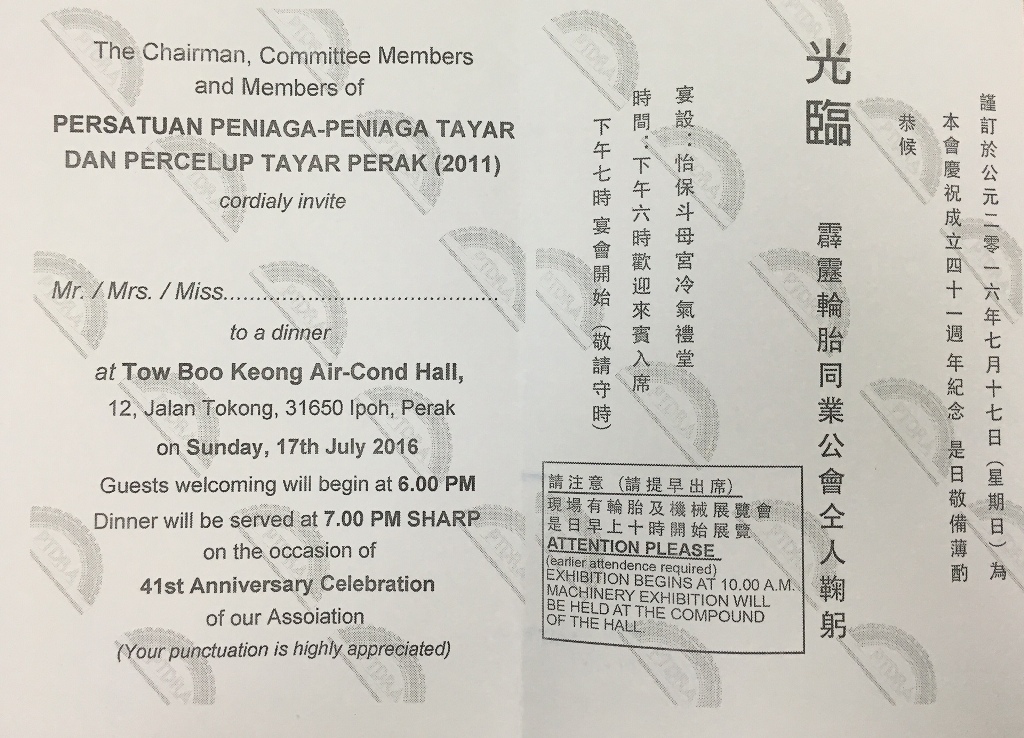 The Chairman, Committee Members
and Members of
PERSATUAN PENIAGA-PENIAGA TAYAR
DAN PERCELUP TAYAR PERAK (2011)
cordialy invite
Mr. / Mrs. / Miss..........................................
to a dinner
at Tow Boo Keong Air-Cond Hall,
12, Jalan Tokong, 31650 Ipoh, Perak
on Sunday, 17th July 2016
Guests welcoming will begin at 6.00 PM
Dinner will be served at 7.00 PM SHARP
on the occasion of
41st Anniversary Celebration
of our Assoiation
(Your punctuation is highly appreciated)
謹訂於公元二零一六年七月十七日(星期日)為
本會慶祝成立四十一週年紀念 是日敬備薄酌
恭候
光臨 霹靂輪胎同業公會仝人鞠躬
宴設：怡保斗母宮冷氣禮堂
時間：下午六時歡迎來賓入席
下午七時宴會開始(敬請守時)
請注意(請提早出席)
現場有輪胎及機械展覽會
是日早上十時開始展覽
ATTENTION PLEASE
(earlier attendence required)
EXHIBITION BEGINS AT 10.00 A.M.
MACHINERY EXHIBITION WILL
BE HELD AT THE COMPOUND
OF THE HALL.
PTDRA